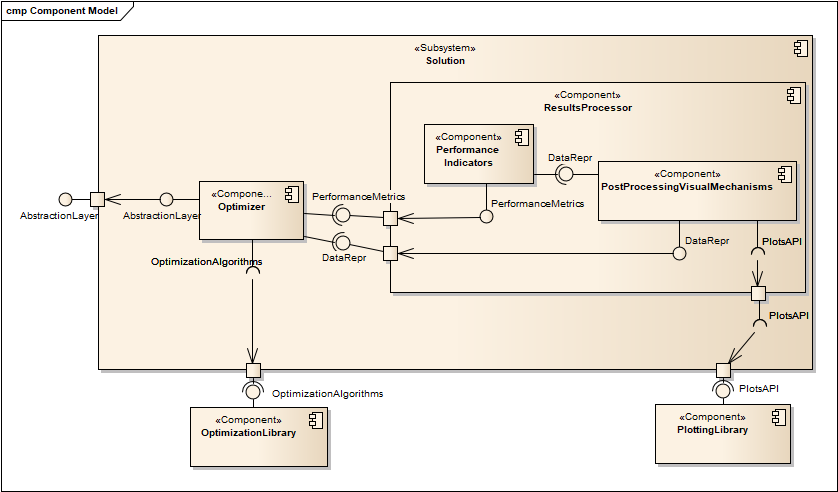 cmp Component Model
«Subsystem»
Solution
«Component»
ResultsProcessor
«Component»
Performance
Indicators
DataRepr
«Component»
PostProcessingVisualMechanisms
«Compone...
Optimizer
PerformanceMetrics
PerformanceMetrics
AbstractionLayer
AbstractionLayer
DataRepr
DataRepr
PlotsAPI
OptimizationAlgorithms
PlotsAPI
OptimizationAlgorithms
PlotsAPI
«Component»
OptimizationLibrary
«Component»
PlottingLibrary